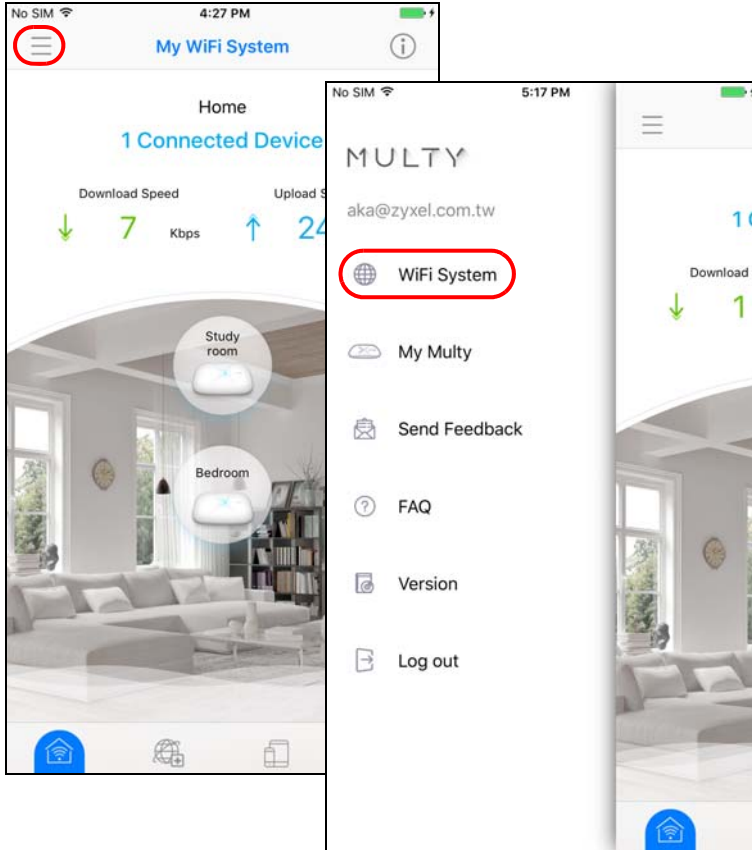 No SIM 4:27 PM
My WiFi System
Home
1 Connected Device
Download Speed Upload
7 Kbps 24
Study
room
Bedroom
No SIM 5:17 PM
MULTY
aka@zyxel.com.tw
WiFi System
My Multy
Send Feedback
FAQ
Version
Log out
1
Download
1